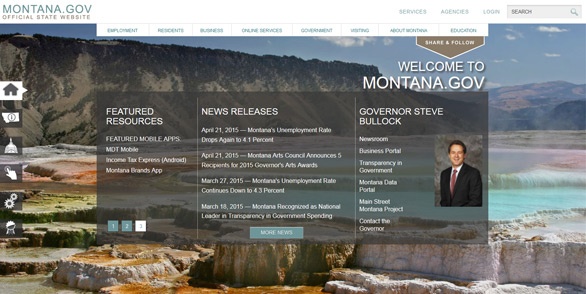 MONTANA.GOV
OFFICIAL STATE WEBSITE
SERVICES AGENCIES LOGIN SEARCH
EMPLOYMENT RESIDENTS BUSINESS ONLINE SERVICES GOVERNMENT VISITING ABOUT MONTANA EDUCATION
SHARE & FOLLOW
WELCOME TO
MONTANA.GOV
FEATURED
RESOURCES
FEATURED MOBILE APPS...
MDT Mobile
Income Tax Express (Android)
Montana Brands App
1 2 3
NEWS RELEASES
April 21, 2015 — Montana's Unemployment Rate
Drops Again to 4.1 Percent
April 21, 2015 — Montana Arts Council Announces 5
Recipients for 2015 Governor's Arts Awards
March 27, 2015 — Montana's Unemployment Rate
Continues Down to 4.3 Percent
March 18, 2015 — Montana Recognized as National
Leader in Transparency in Government Spending
MORE NEWS
GOVERNOR STEVE
BULLOCK
Newsroom
Business Portal
Transparency in
Government
Montana Data
Portal
Main Street
Montana Project
Contact the
Governor